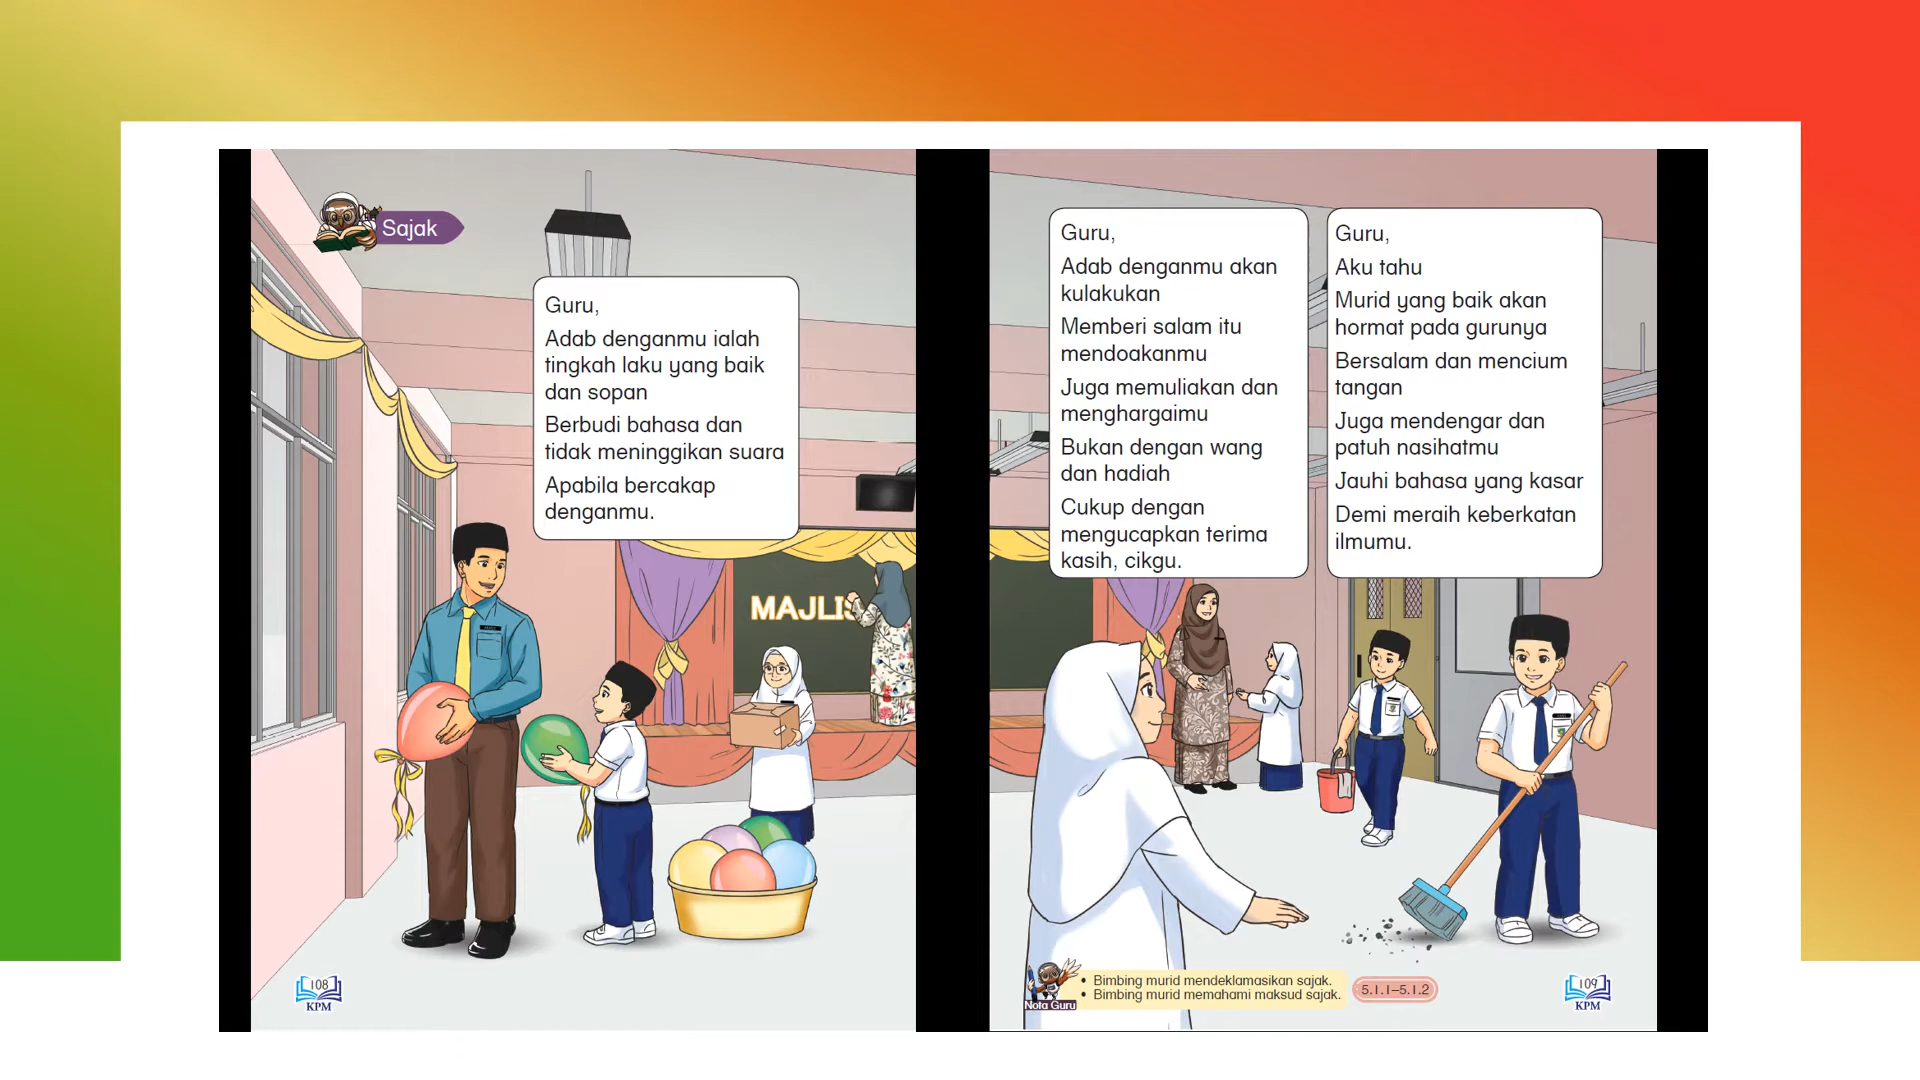 Sajak
Guru,
Adab denganmu ialah
tingkah laku yang baik
dan sopan
Berbudi bahasa dan
tidak meninggikan suara
Apabila bercakap
denganmu.
MAJLIS
108
KPM
Guru,
Adab denganmu akan
kulakukan
Memberi salam itu
mendoakanmu
Juga memuliakan dan
menghargaimu
Bukan dengan wang
dan hadiah
Cukup dengan
mengucapkan terima
kasih, cikgu.
Guru,
Aku tahu
Murid yang baik akan
hormat pada gurunya
Bersalam dan mencium
tangan
Juga mendengar dan
patuh nasihatmu
Jauhi bahasa yang kasar
Demi meraih keberkatan
ilmumu.
Nota Guru
• Bimbing murid mendeklamasikan sajak.
• Bimbing murid memahami maksud sajak.
5.1.1–5.1.2
109
KPM